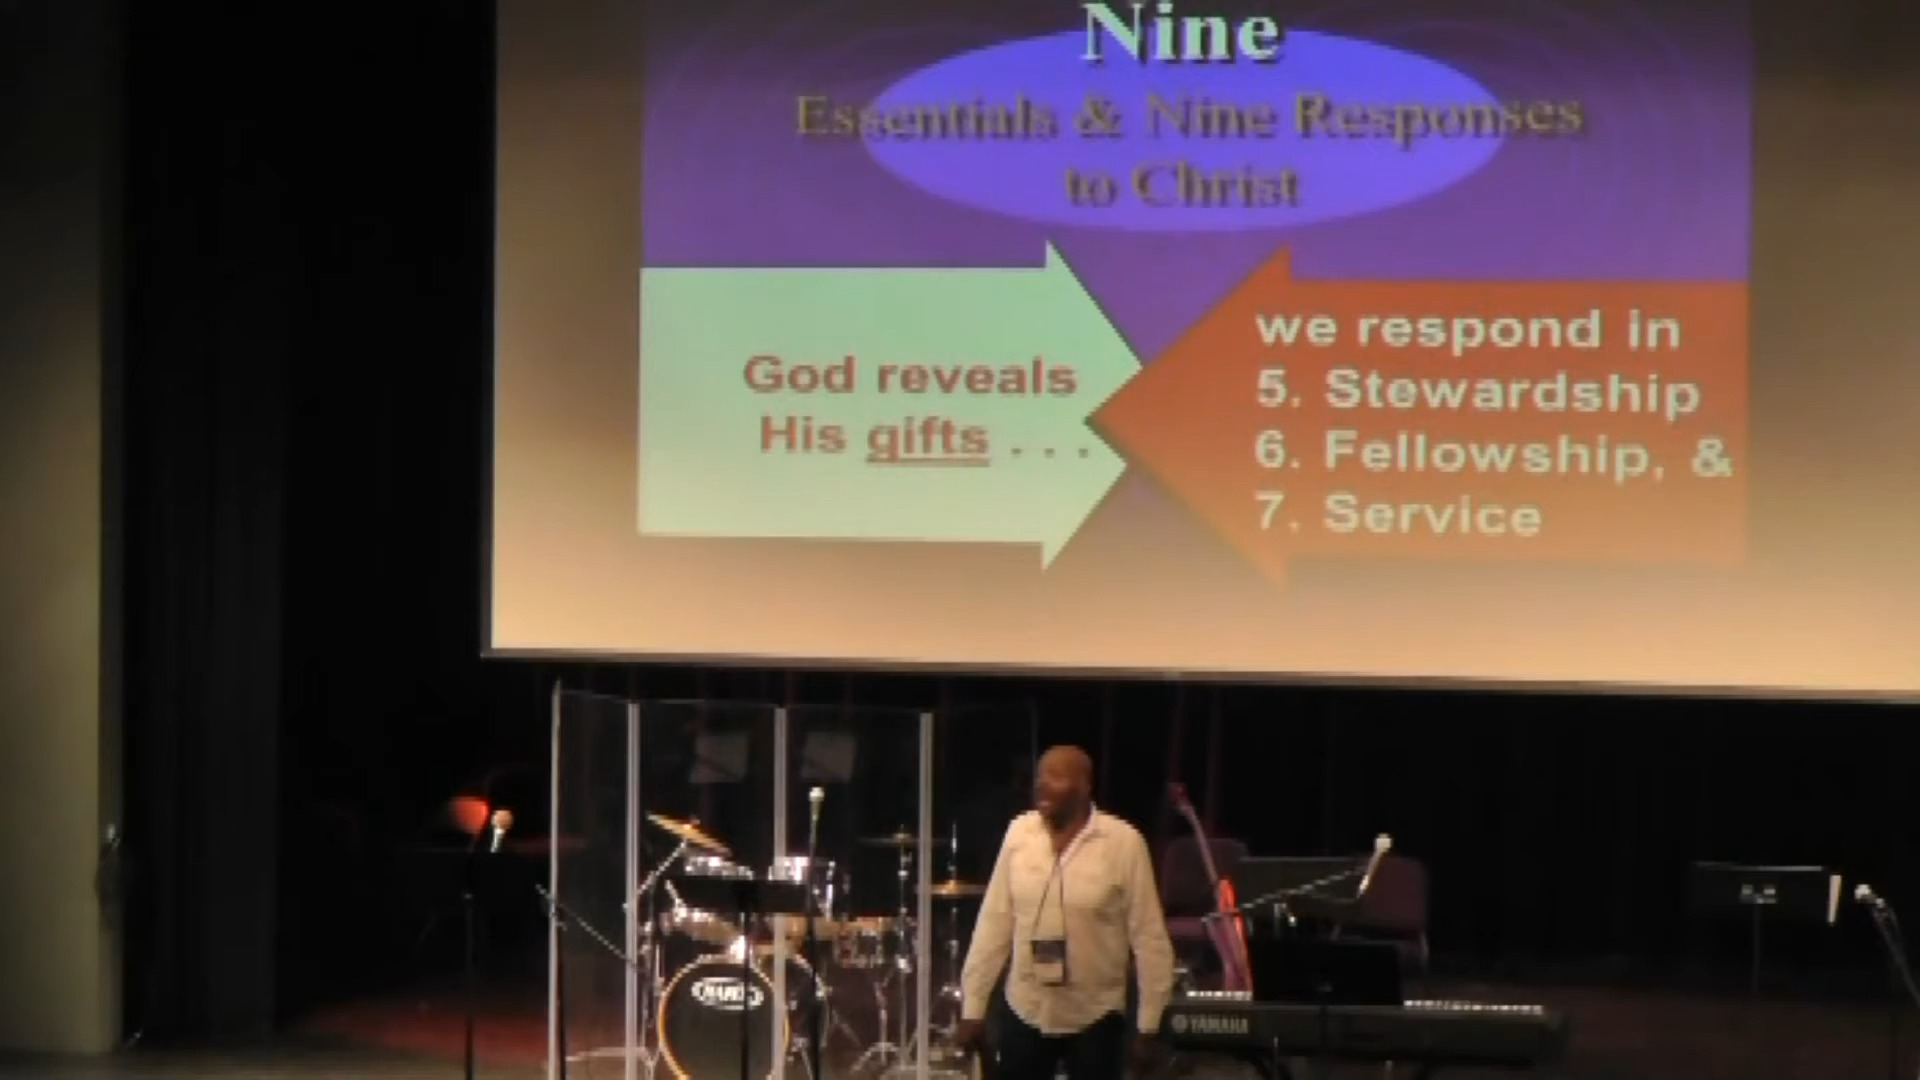 Nine
Essentials & Nine Responses
to Christ
God reveals
His gifts . . .
we respond in
5. Stewardship
6. Fellowship, &
7. Service
YAMAHA